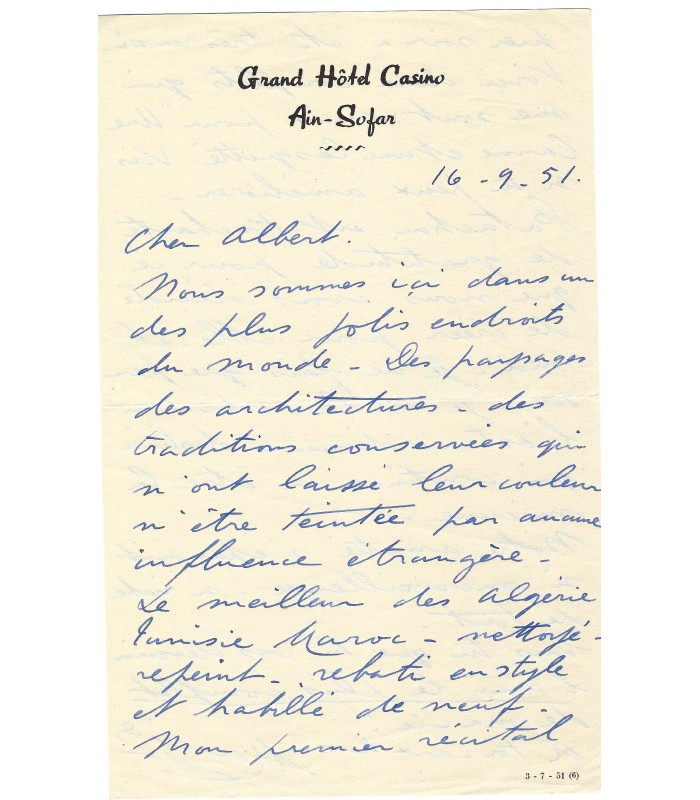 Grand Hôtel Casino
Ain-Sofar
16 - 9 - 51.
Cher Albert.
Nous sommes ici dans un
des plus jolis endroits
du monde - Des paysages
des architectures - des
traditions conservées qui
n'ont laissé leur couleur
n'être teintée par aucune
influence étrangère -
Le meilleur des Algérie
Tunisie Maroc - nettoyé -
repeint - rebati en style
et habillé de neuf -
Mon premier récital
3 - 7 - 51 (6)